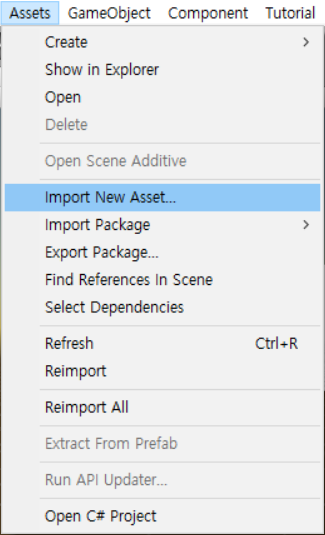 Assets GameObject Component Tutorial
Create >
Show in Explorer
Open
Delete
Open Scene Additive
Import New Asset...
Import Package >
Export Package...
Find References In Scene
Select Dependencies
Refresh Ctrl+R
Reimport
Reimport All
Extract From Prefab
Run API Updater...
Open C# Project